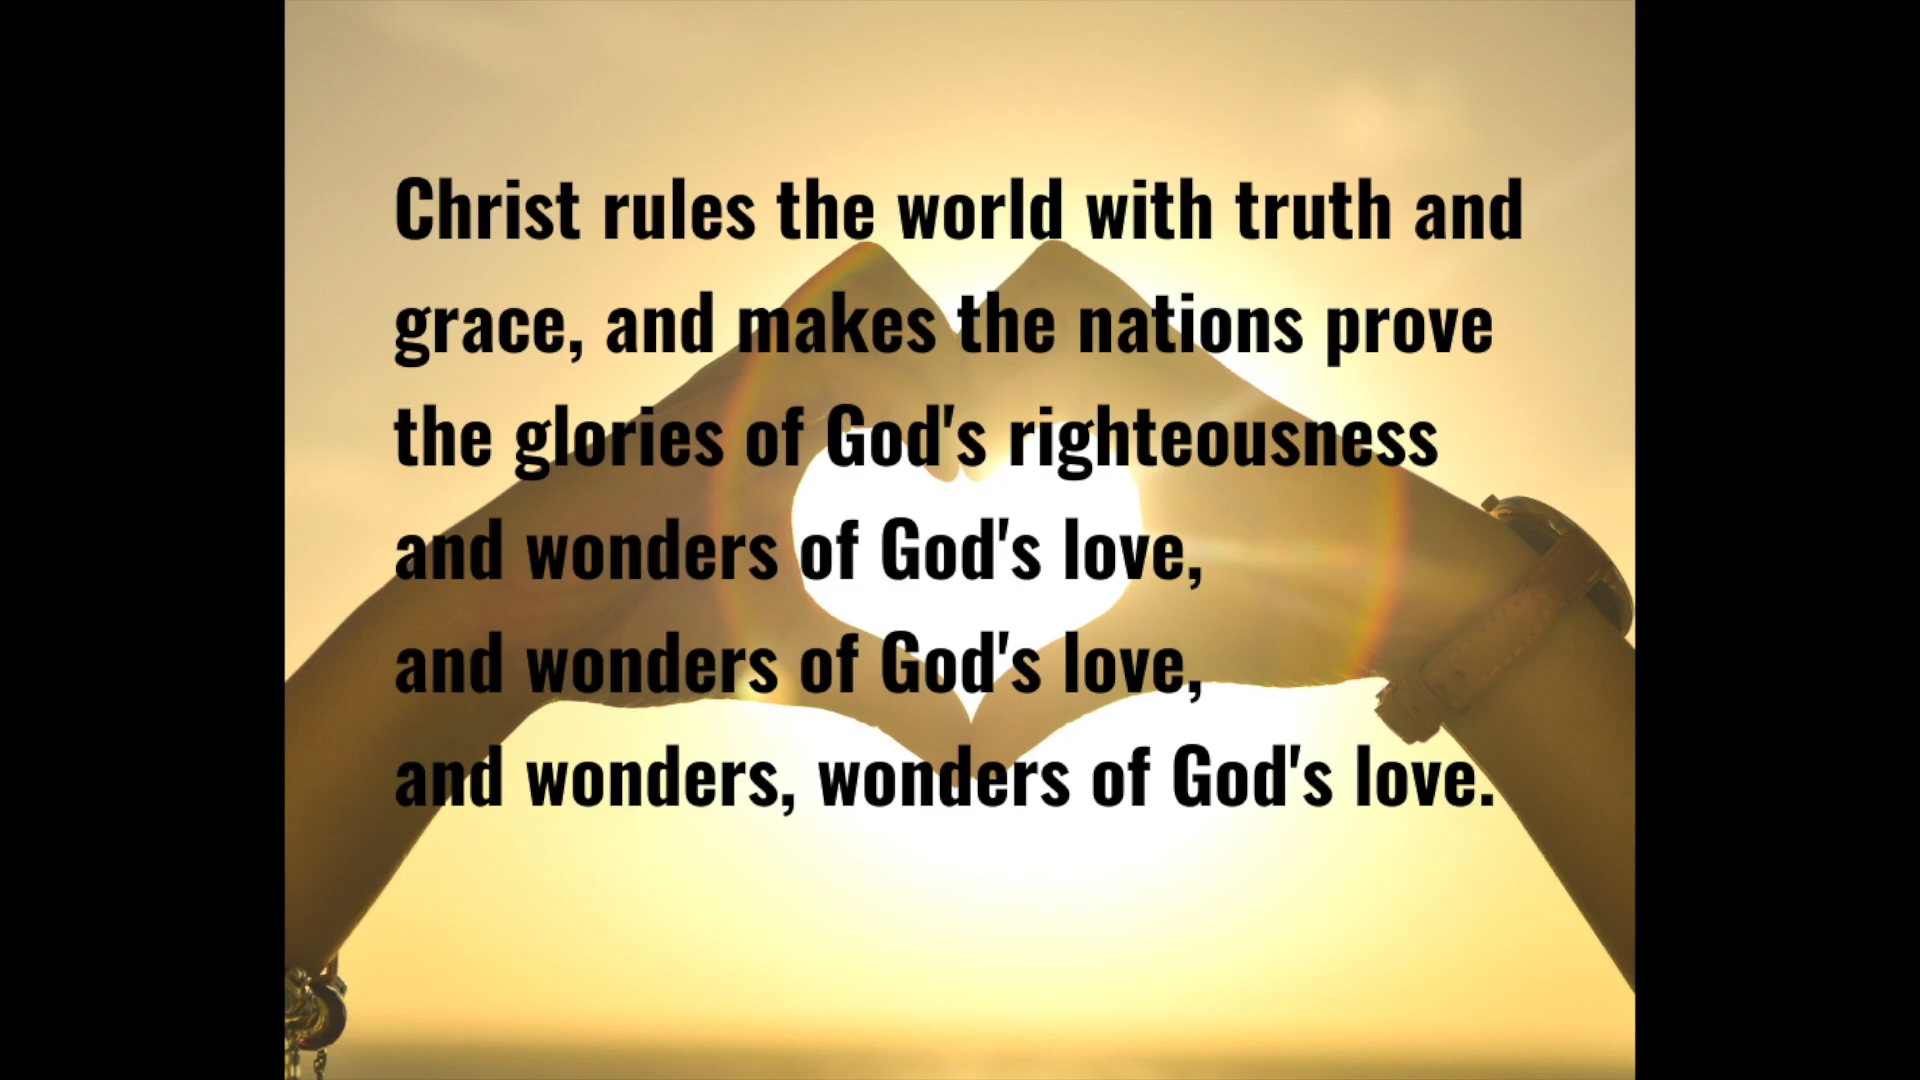 Christ rules the world with truth and
grace, and makes the nations prove
the glories of God's righteousness
and wonders of God's love,
and wonders of God's love,
and wonders, wonders of God's love.